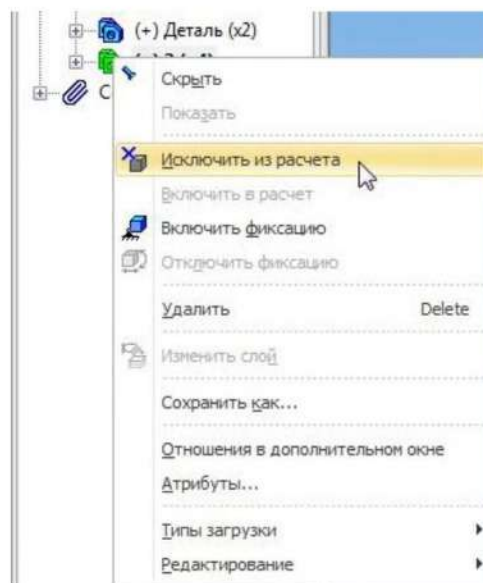 (+) Деталь (x2)
С
Скрыть
Показать
Исключить из расчета
Включить в расчет
Включить фиксацию
Отключить фиксацию
Удалить Delete
Изменить слой
Сохранить как...
Отношения в дополнительном окне
Атрибуты...
Типы загрузки
Редактирование